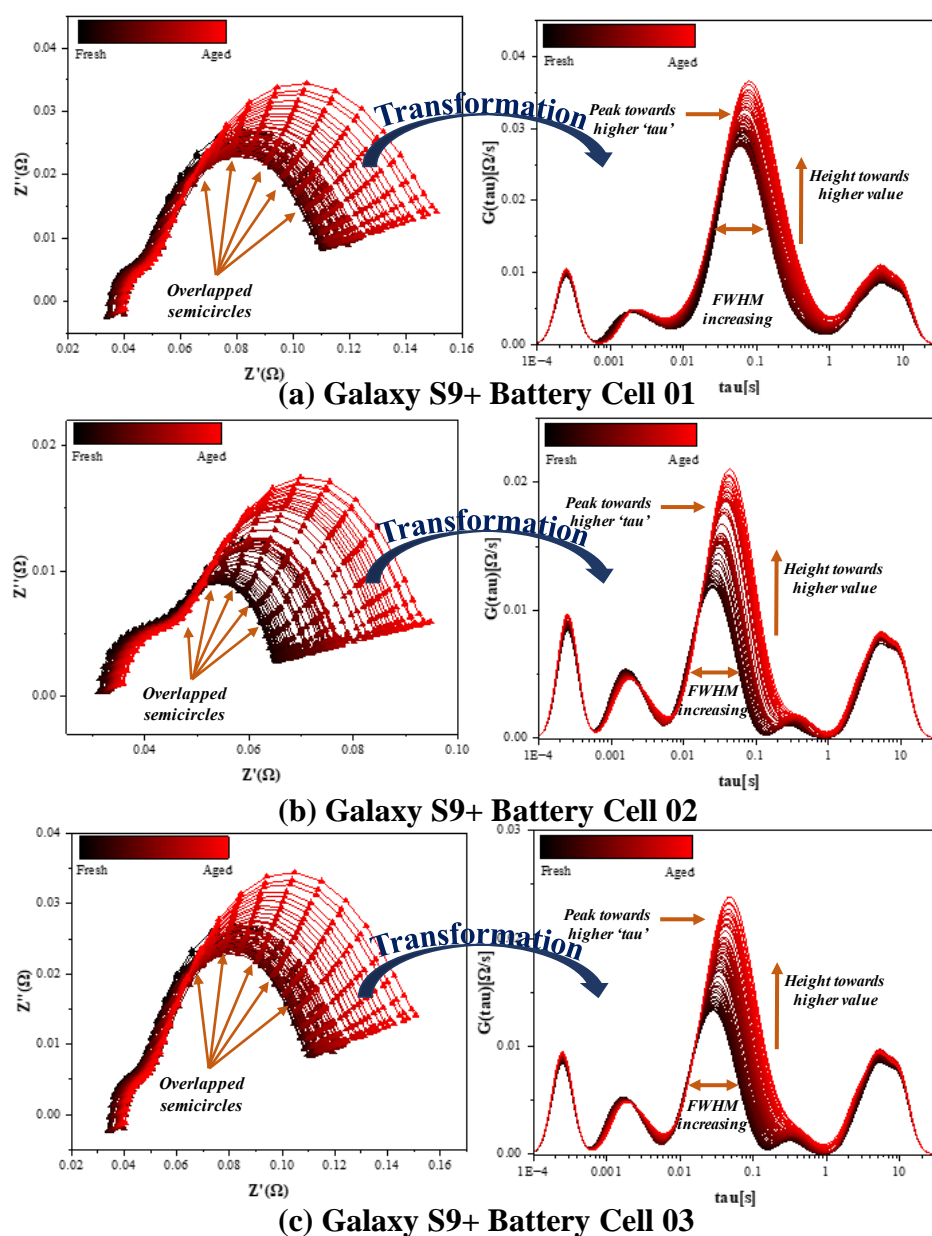 0.04
0.03
0.02
0.01
0.00
Z''(Ω)
Fresh
Aged
Overlapped
semicircles
0.02
0.04
0.06
0.08
0.10
0.12
0.14
0.16
Z'(Ω)
Transformation
0.04
0.03
0.02
0.01
0.00
G(tau)[Ω/s]
Fresh
Aged
Peak towards
higher ‘tau’
Height towards
higher value
FWHM
increasing
1E-4
0.001
0.01
0.1
1
10
tau[s]
(a) Galaxy S9+ Battery Cell 01
0.02
0.01
0.00
Z''(Ω)
Fresh
Aged
Overlapped
semicircles
0.04
0.06
0.08
0.10
Z'(Ω)
Transformation
0.02
0.01
0.00
G(tau)[Ω/s]
Fresh
Aged
Peak towards
higher ‘tau’
Height towards
higher value
FWHM
increasing
1E-4
0.001
0.01
0.1
1
10
tau[s]
(b) Galaxy S9+ Battery Cell 02
0.04
0.03
0.02
0.01
0.00
Z''(Ω)
Fresh
Aged
Overlapped
semicircles
0.02
0.04
0.06
0.08
0.10
0.12
0.14
0.16
Z'(Ω)
Transformation
0.03
0.01
0.00
G(tau)[Ω/s]
Fresh
Aged
Peak towards
higher ‘tau’
Height towards
higher value
FWHM
increasing
1E-4
0.001
0.01
0.1
1
10
tau[s]
(c) Galaxy S9+ Battery Cell 03